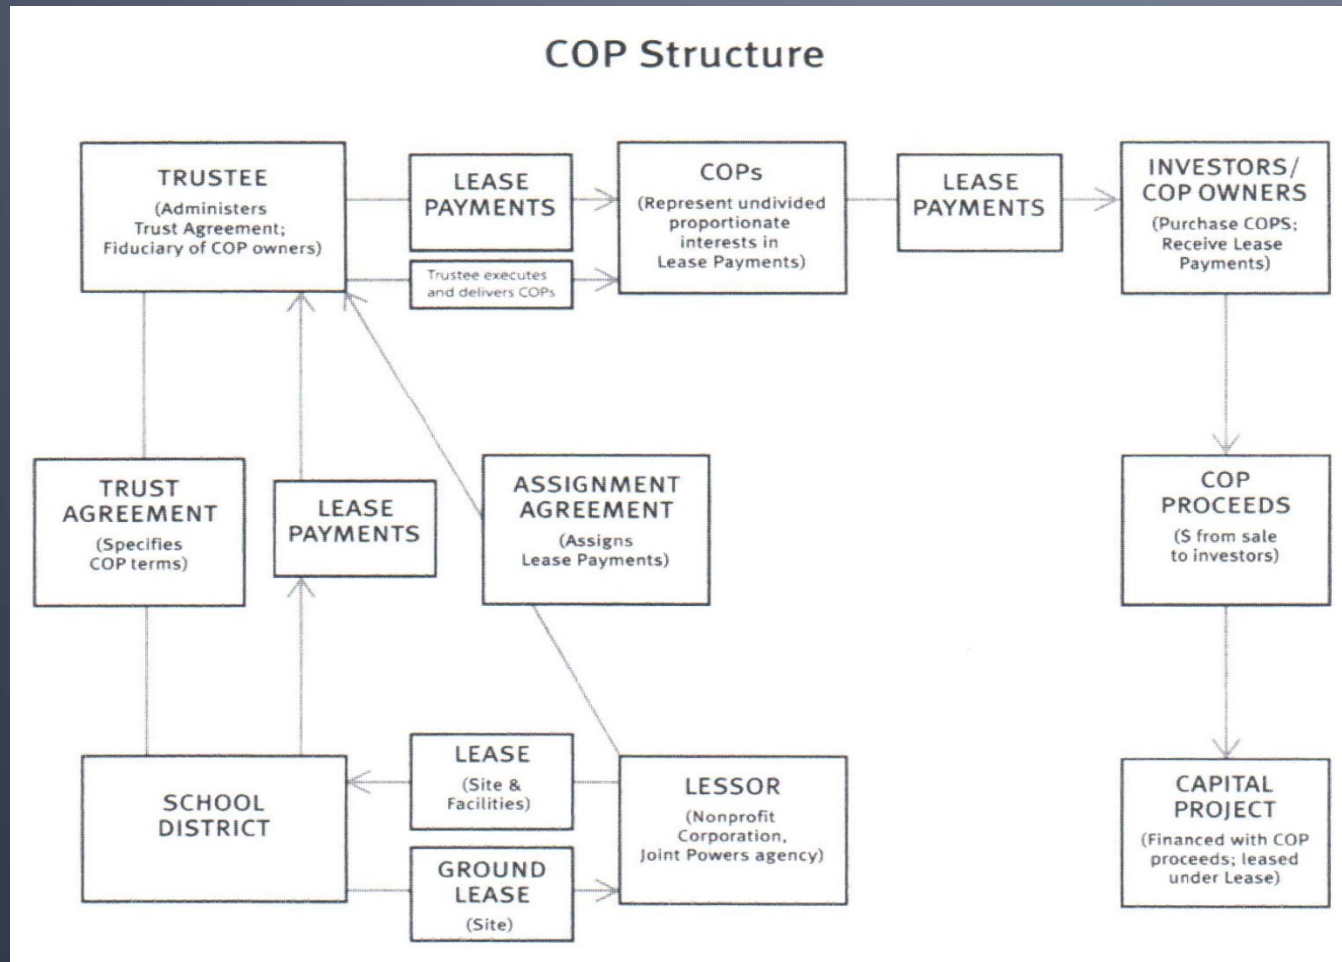 COP Structure
TRUSTEE
(Administers
Trust Agreement;
Fiduciary of COP owners)
LEASE
PAYMENTS
Trustee executes
and delivers COPs
COPs
(Represent undivided
proportionate
interests in
Lease Payments)
LEASE
PAYMENTS
INVESTORS/
COP OWNERS
(Purchase COPS;
Receive Lease
Payments)
TRUST
AGREEMENT
(Specifies
COP terms)
LEASE
PAYMENTS
ASSIGNMENT
AGREEMENT
(Assigns
Lease Payments)
COP
PROCEEDS
($ from sale
to investors)
SCHOOL
DISTRICT
LEASE
(Site &
Facilities)
GROUND
LEASE
(Site)
LESSOR
(Nonprofit
Corporation,
Joint Powers agency)
CAPITAL
PROJECT
(Financed with COP
proceeds; leased
under Lease)